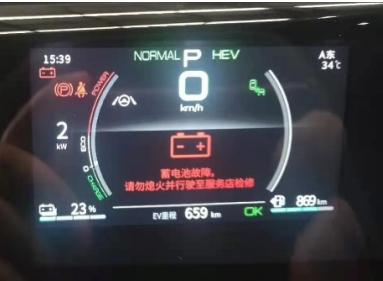 15:39
NORMAL P HEV
A东
34℃
(P)
POWER
0
km/h
2
kW
ECO
0
CHARGE
蓄电池故障,
请勿熄火并行驶至服务店检修
23%
EV里程 659 km
OK
869 km